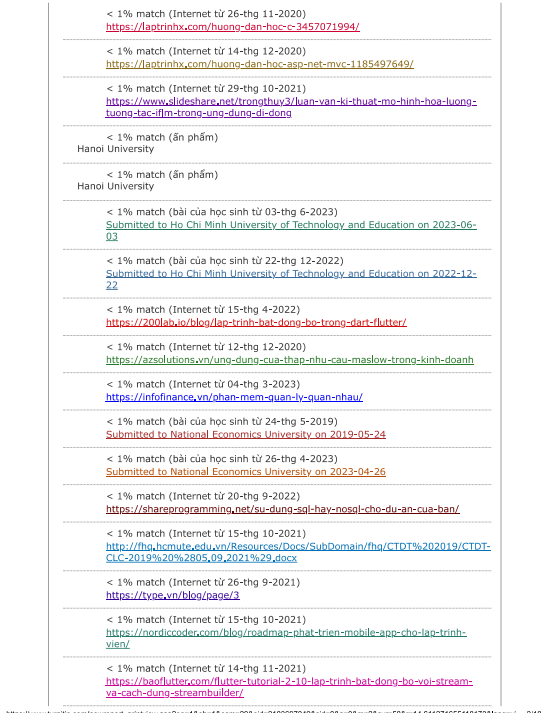 < 1% match (Internet từ 26-thg 11-2020)
https://laptrinhx.com/huong-dan-hoc-c-3457071994/
< 1% match (Internet từ 14-thg 12-2020)
https://laptrinhx.com/huong-dan-hoc-asp-net-mvc-1185497649/
< 1% match (Internet từ 29-thg 10-2021)
https://www.slideshare.net/trongthuy3/luan-van-ki-thuat-mo-hinh-hoa-luong-
tuong-tac-iflm-trong-ung-dung-di-dong
< 1% match (ấn phẩm)
Hanoi University
< 1% match (ấn phẩm)
Hanoi University
< 1% match (bài của học sinh từ 03-thg 6-2023)
Submitted to Ho Chi Minh University of Technology and Education on 2023-06-
03
< 1% match (bài của học sinh từ 22-thg 12-2022)
Submitted to Ho Chi Minh University of Technology and Education on 2022-12-
22
< 1% match (Internet từ 15-thg 4-2022)
https://200lab.io/blog/lap-trinh-bat-dong-bo-trong-dart-flutter/
< 1% match (Internet từ 12-thg 12-2020)
https://azsolutions.vn/ung-dung-cua-thap-nhu-cau-maslow-trong-kinh-doanh
< 1% match (Internet từ 04-thg 3-2023)
https://infofinance.vn/phan-mem-quan-ly-quan-nhau/
< 1% match (bài của học sinh từ 24-thg 5-2019)
Submitted to National Economics University on 2019-05-24
< 1% match (bài của học sinh từ 26-thg 4-2023)
Submitted to National Economics University on 2023-04-26
< 1% match (Internet từ 20-thg 9-2022)
https://shareprogramming.net/su-dung-sql-hay-nosql-cho-du-an-cua-ban/
< 1% match (Internet từ 15-thg 10-2021)
http://fhq.hcmute.edu.vn/Resources/Docs/SubDomain/fhq/CTDT%202019/CTDT-
CLC-2019%20%2805.09.2021%29.docx
< 1% match (Internet từ 26-thg 9-2021)
https://type.vn/blog/page/3
< 1% match (Internet từ 15-thg 10-2021)
https://nordiccoder.com/blog/roadmap-phat-trien-mobile-app-cho-lap-trinh-
vien/
< 1% match (Internet từ 14-thg 11-2021)
https://baoflutter.com/flutter-tutorial-2-10-lap-trinh-bat-dong-bo-voi-stream-
va-cach-dung-streambuilder/